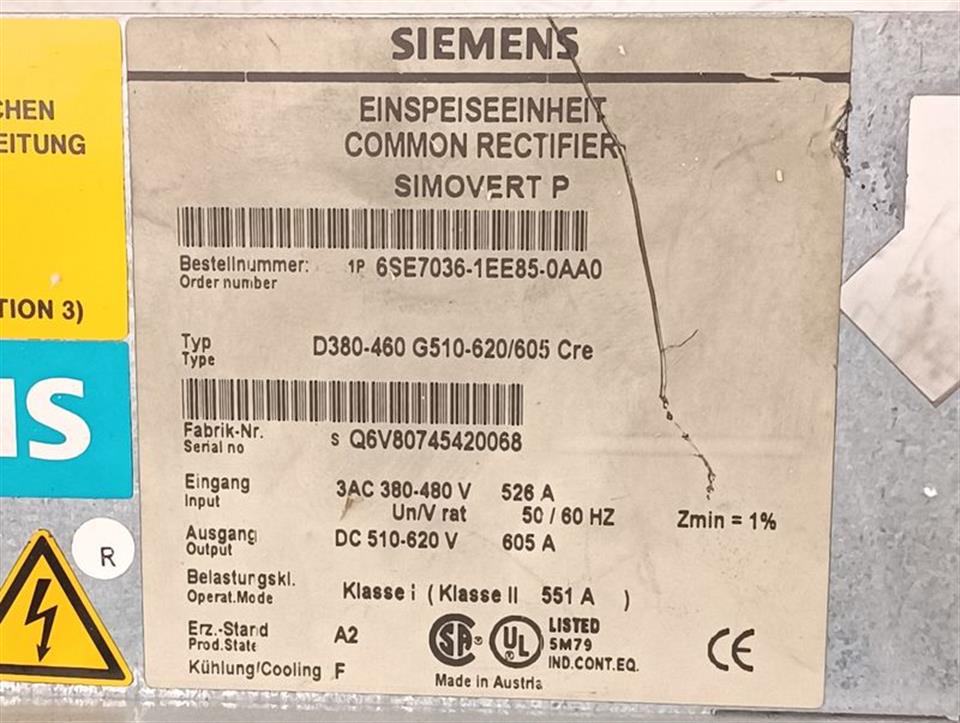 CHEN
EITUNG
TION 3)
NS
R
SIEMENS
EINSPEISEEINHEIT
COMMON RECTIFIER
SIMOVERT P
Bestellnummer: 1P 6SE7036-1EE85-0AA0
Order number
Typ D380-460 G510-620/605 Cre
Type
Fabrik-Nr. S Q6V80745420068
Serial no
Eingang 3AC 380-480 V 526 A
Input Un/V rat 50 / 60 HZ Zmin = 1%
Ausgang DC 510-620 V 605 A
Output
Belastungskl. Klasse I ( Klasse II 551 A )
Operat.Mode
Erz.-Stand A2
Prod.State
Kühlung/Cooling F
SA ® UL ® LISTED
5M79
IND.CONT.EQ.
CE
Made in Austria